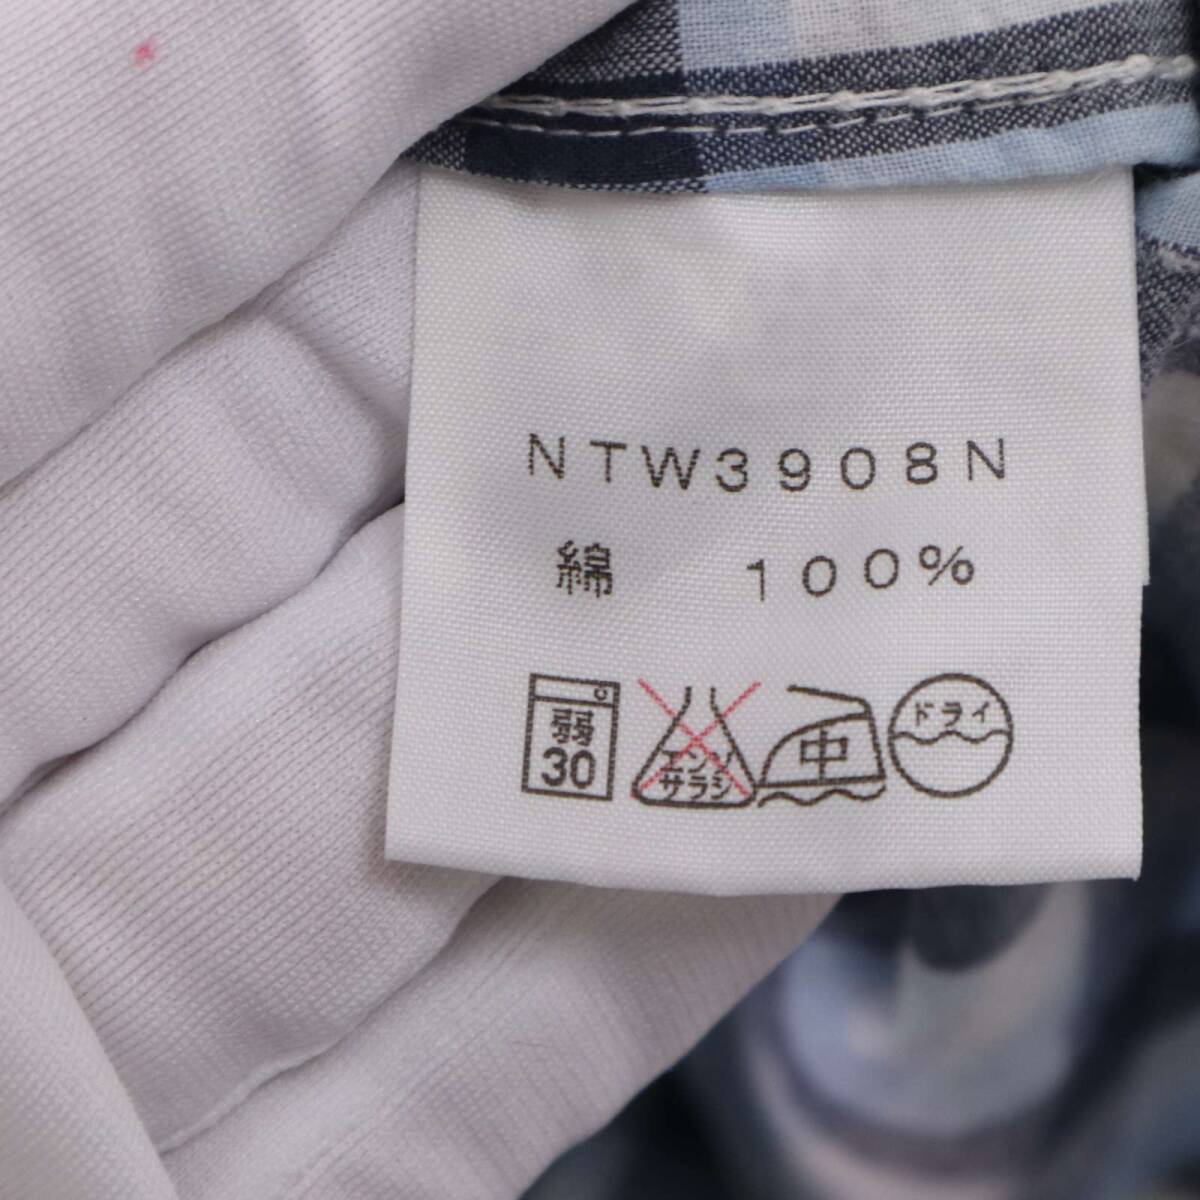 NTW3908N
綿 100%
弱
30
エンソ
サラシ
中
ドライ